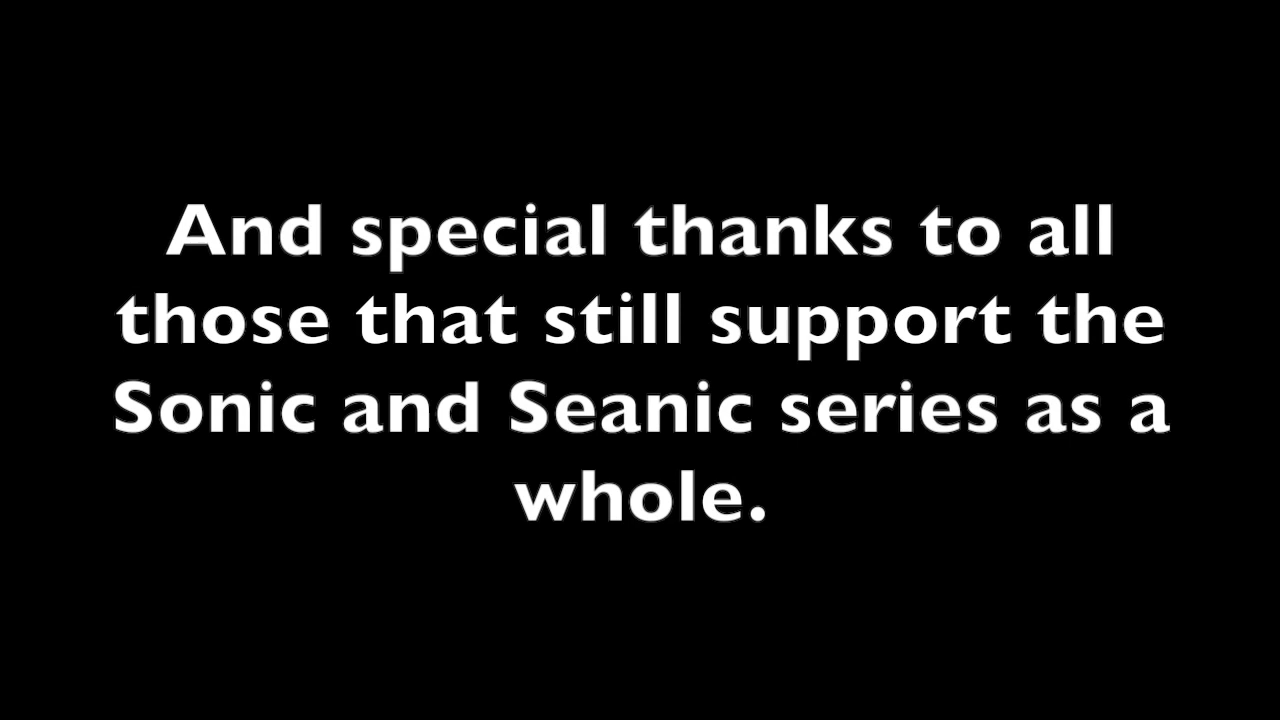 And special thanks to all
those that still support the
Sonic and Seanic series as a
whole.